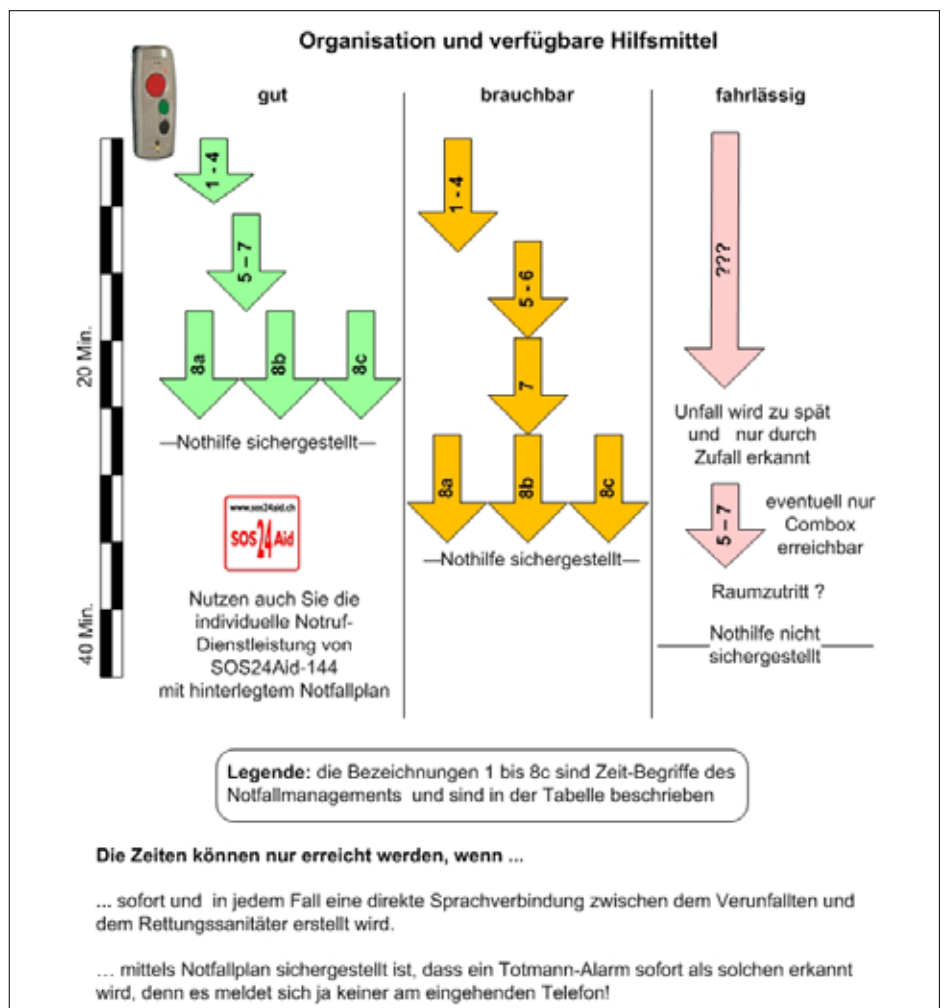 Organisation und verfügbare Hilfsmittel
gut
brauchbar
fahrlässig
20 Min.
40 Min.
1 - 4
5 – 7
8a
8b
8c
—Nothilfe sichergestellt—
www.sos24aid.ch
SOS24Aid
Nutzen auch Sie die
individuelle Notruf-
Dienstleistung von
SOS24Aid-144
mit hinterlegtem Notfallplan
1 - 4
5 - 6
7
8a
8b
8c
—Nothilfe sichergestellt—
???
Unfall wird zu spät
und nur durch
Zufall erkannt
5 – 7
eventuell nur
Combox
erreichbar
Raumzutritt ?
Nothilfe nicht
sichergestellt
Legende: die Bezeichnungen 1 bis 8c sind Zeit-Begriffe des
Notfallmanagements und sind in der Tabelle beschrieben
Die Zeiten können nur erreicht werden, wenn ...
... sofort und in jedem Fall eine direkte Sprachverbindung zwischen dem Verunfallten und
dem Rettungssanitäter erstellt wird.
... mittels Notfallplan sichergestellt ist, dass ein Totmann-Alarm sofort als solchen erkannt
wird, denn es meldet sich ja keiner am eingehenden Telefon!